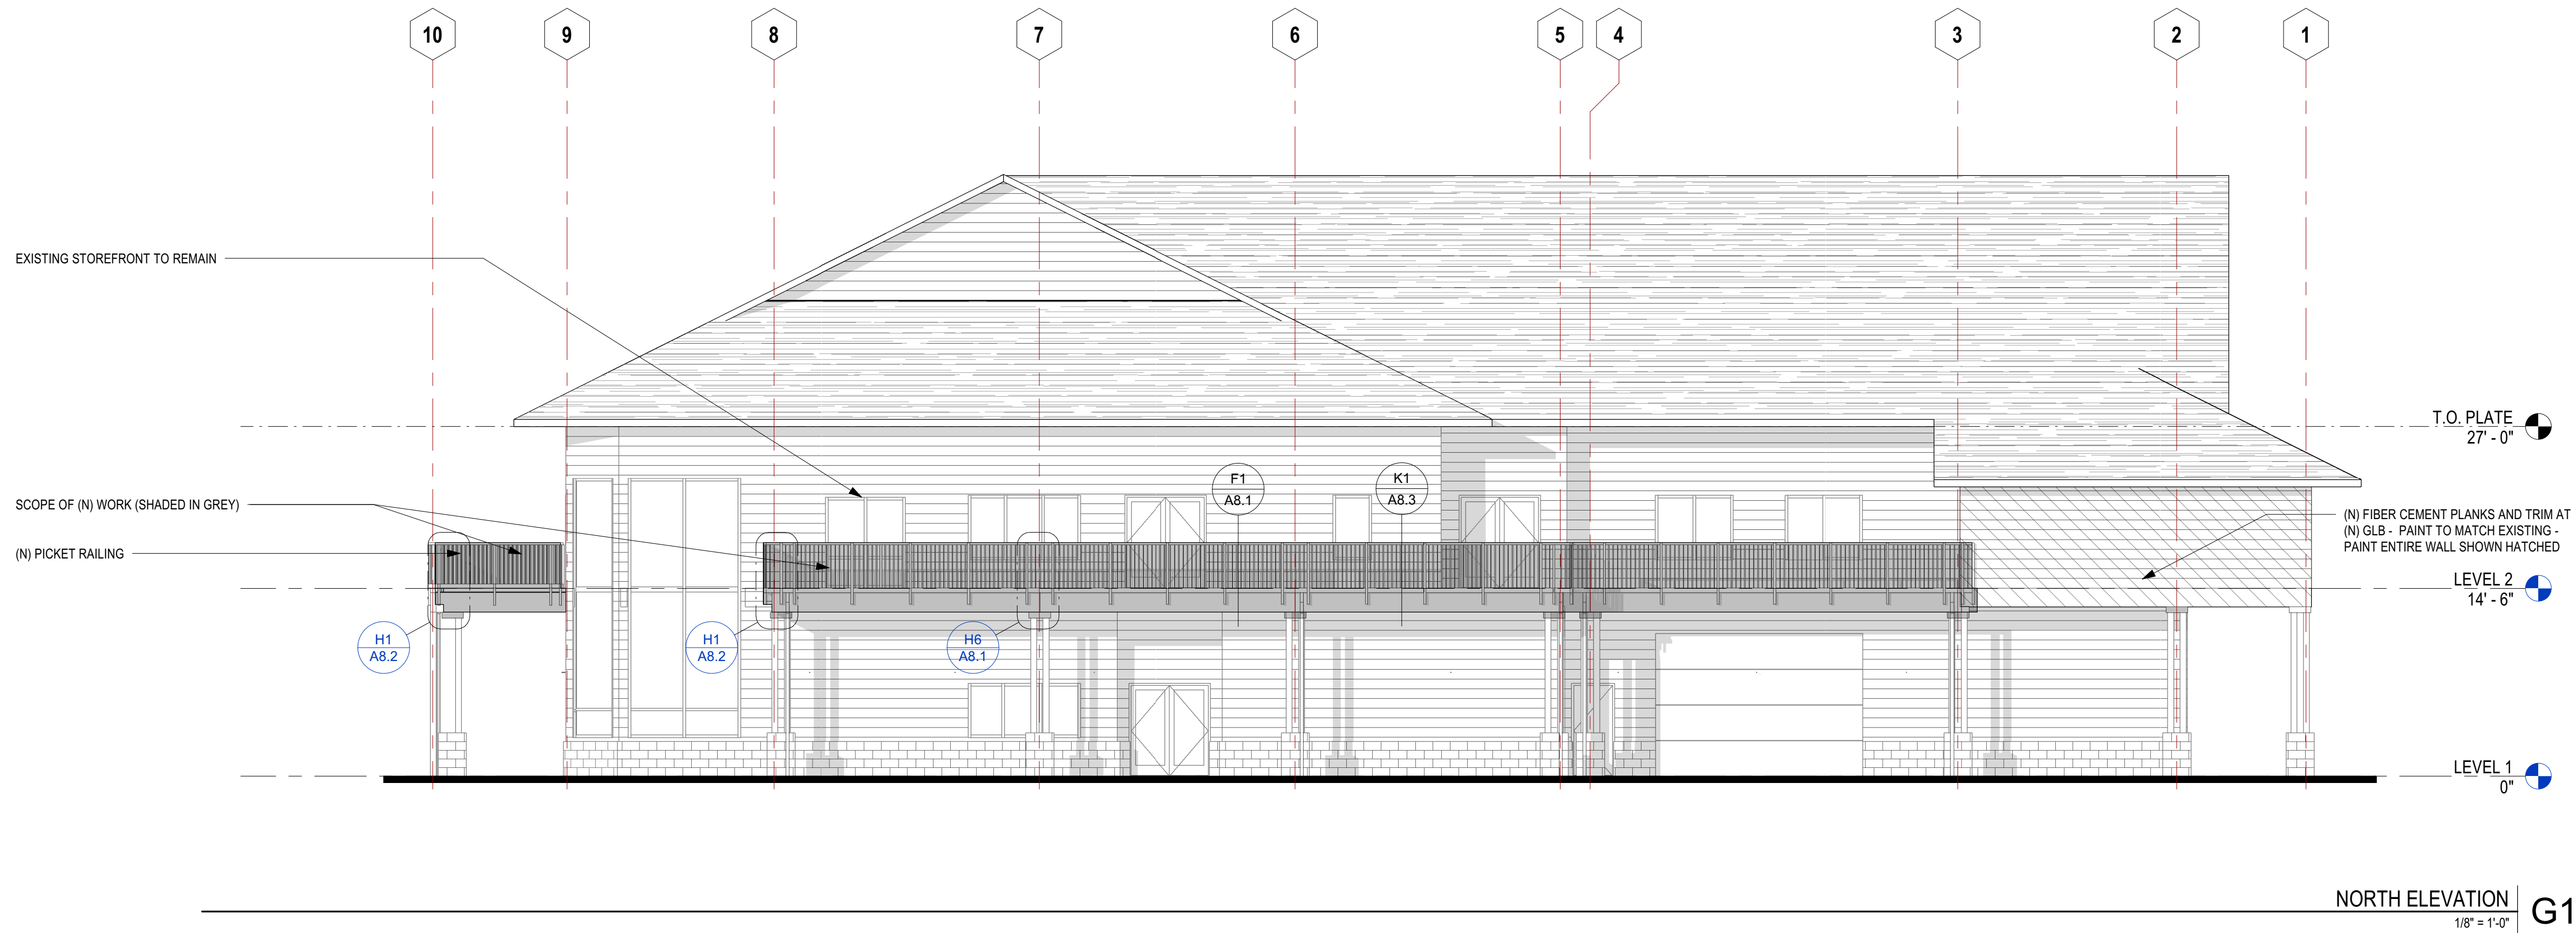 10
9
8
7
6
5
4
3
2
1
EXISTING STOREFRONT TO REMAIN
T.O. PLATE
27' - 0"
F1
A8.1
K1
A8.3
SCOPE OF (N) WORK (SHADED IN GREY)
(N) FIBER CEMENT PLANKS AND TRIM AT
(N) GLB - PAINT TO MATCH EXISTING -
PAINT ENTIRE WALL SHOWN HATCHED
(N) PICKET RAILING
LEVEL 2
14' - 6"
H1
A8.2
H1
A8.2
H6
A8.1
LEVEL 1
0"
NORTH ELEVATION
1/8" = 1'-0"
G1